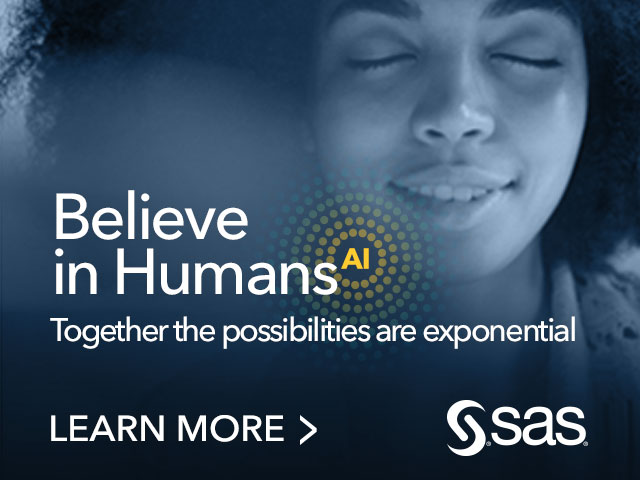 Believe
in Humans AI
Together the possibilities are exponential
LEARN MORE >
sas